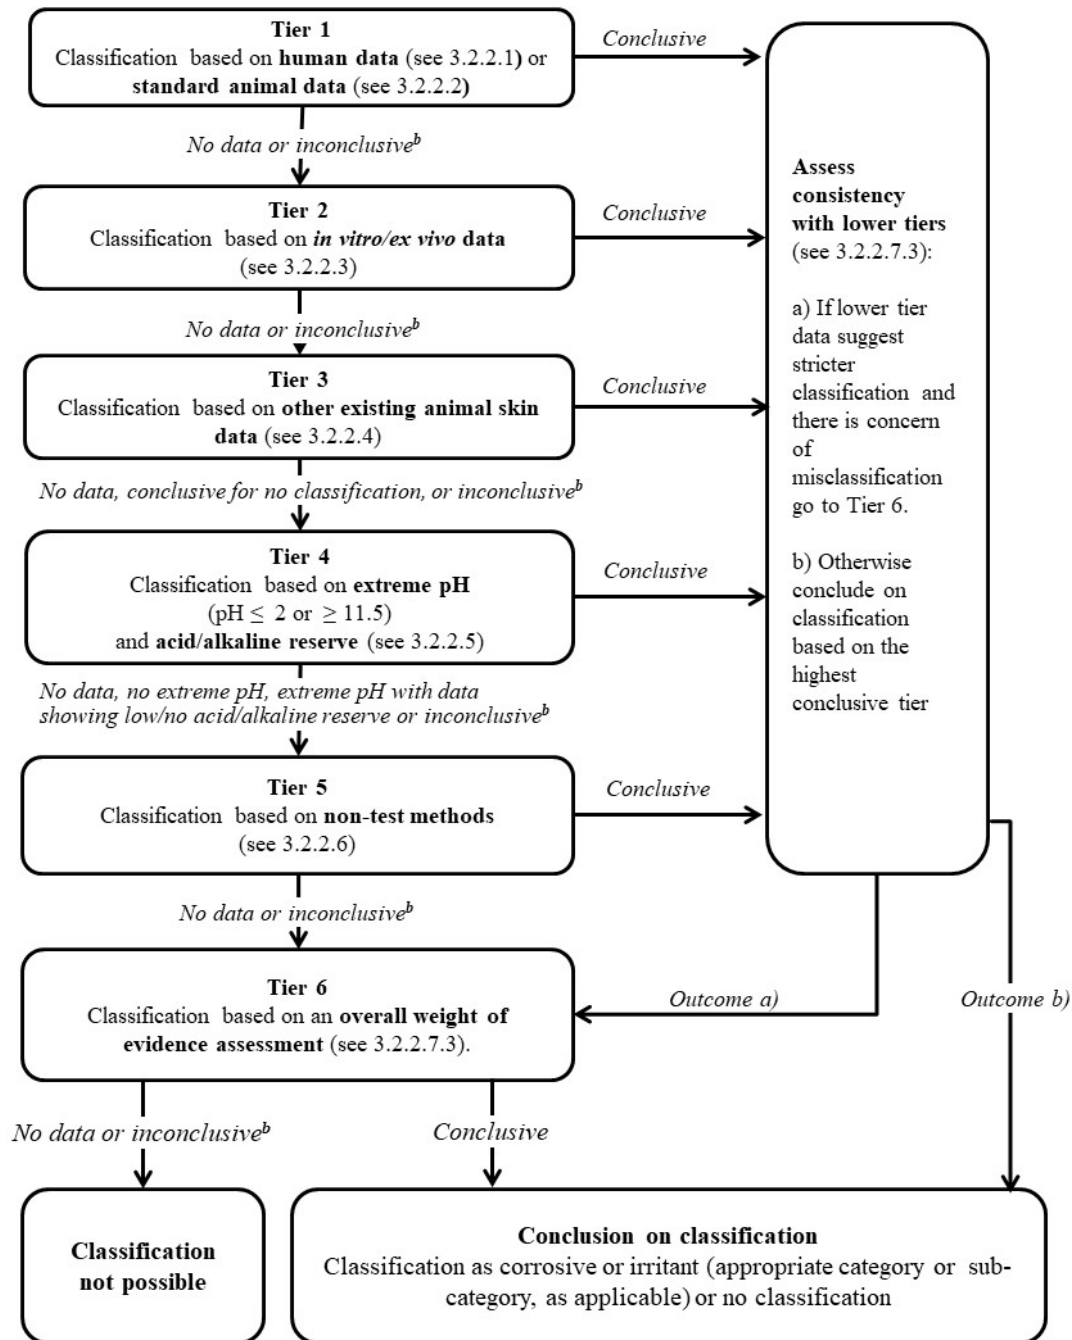 Tier 1
Classification based on human data (see 3.2.2.1) or
standard animal data (see 3.2.2.2)
Conclusive
No data or inconclusiveᵇ
Tier 2
Classification based on in vitro/ex vivo data
(see 3.2.2.3)
Conclusive
No data or inconclusiveᵇ
Tier 3
Classification based on other existing animal skin
data (see 3.2.2.4)
Conclusive
No data, conclusive for no classification, or inconclusiveᵇ
Tier 4
Classification based on extreme pH
(pH ≤ 2 or ≥ 11.5)
and acid/alkaline reserve (see 3.2.2.5)
Conclusive
No data, no extreme pH, extreme pH with data
showing low/no acid/alkaline reserve or inconclusiveᵇ
Tier 5
Classification based on non-test methods
(see 3.2.2.6)
Conclusive
No data or inconclusiveᵇ
Assess
consistency
with lower tiers
(see 3.2.2.7.3):
a) If lower tier
data suggest
stricter
classification and
there is concern
of
misclassification
go to Tier 6.
b) Otherwise
conclude on
classification
based on the
highest
conclusive tier
Tier 6
Classification based on an overall weight of
evidence assessment (see 3.2.2.7.3).
Outcome a)
Outcome b)
No data or inconclusiveᵇ
Conclusive
Classification
not possible
Conclusion on classification
Classification as corrosive or irritant (appropriate category or sub-
category, as applicable) or no classification